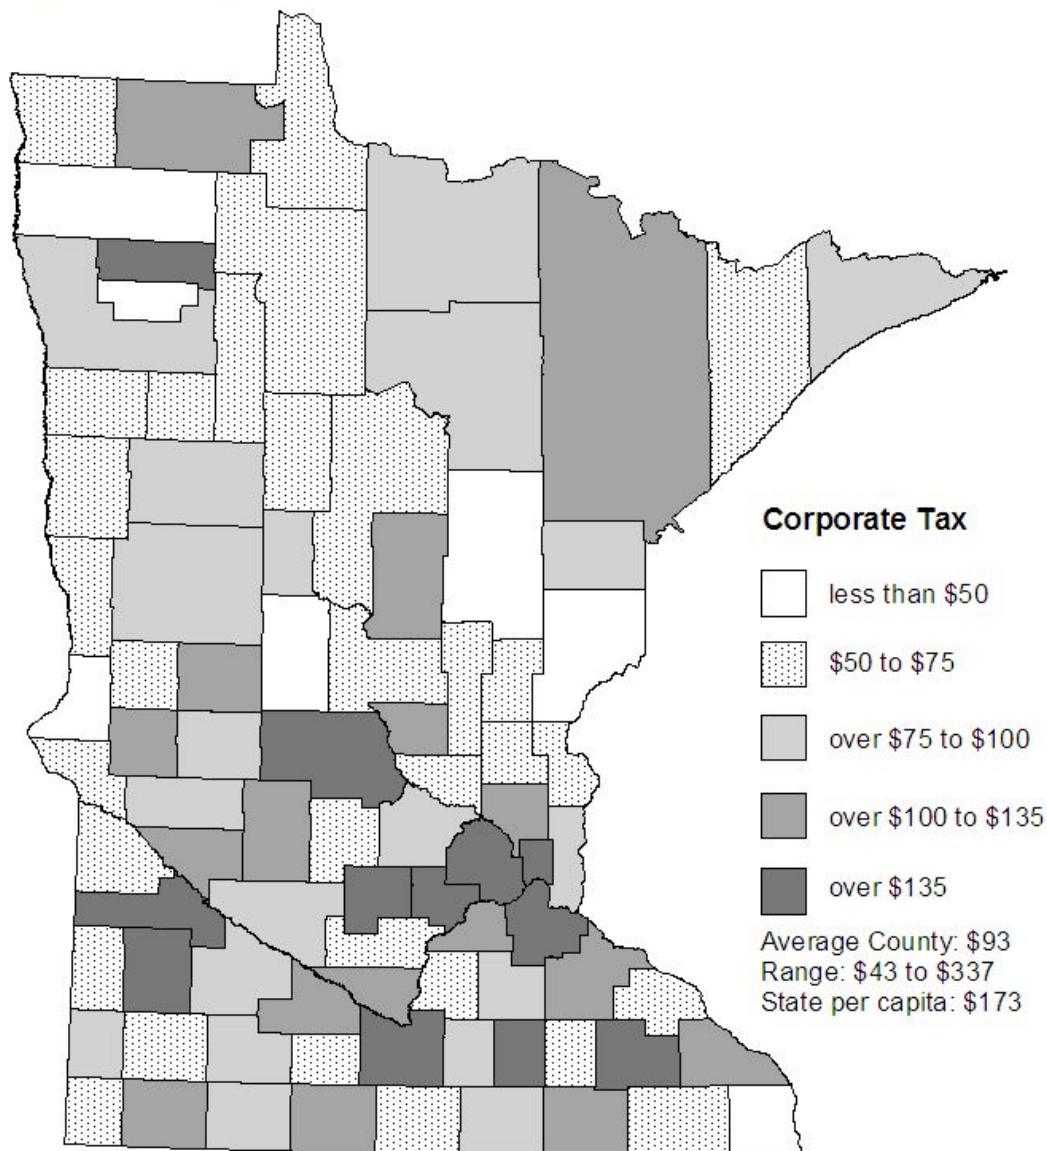 Corporate Tax
less than $50
$50 to $75
over $75 to $100
over $100 to $135
over $135
Average County: $93
Range: $43 to $337
State per capita: $173